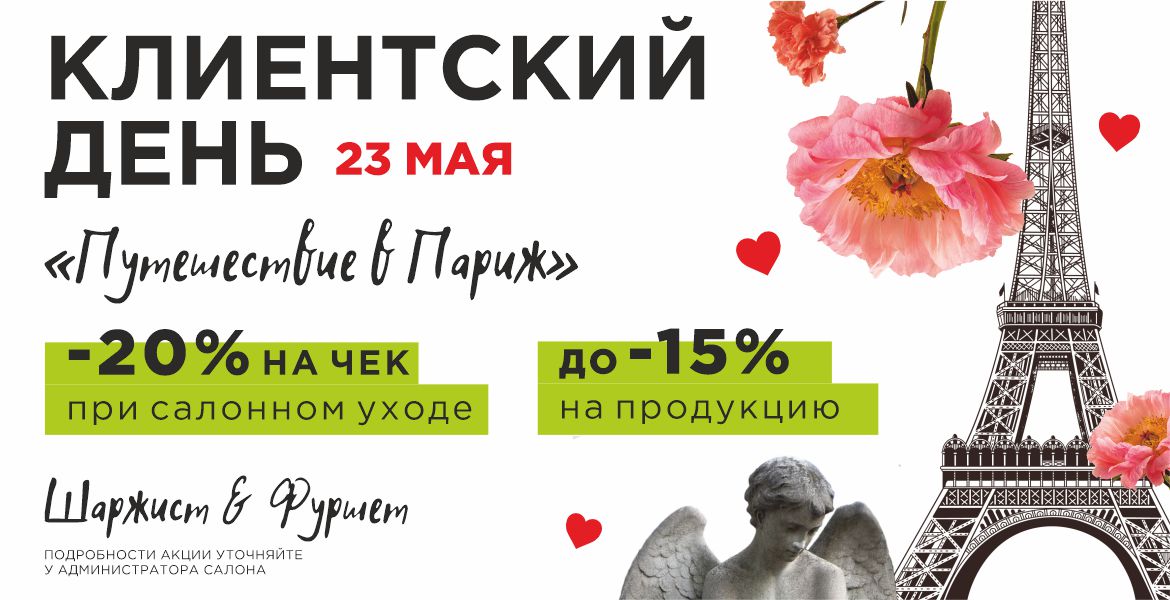 КЛИЕНТСКИЙ
ДЕНЬ 23 МАЯ
«Путешествие в Париж»
-20% НА ЧЕК
при салонном уходе
ДО -15%
на продукцию
Шаржист & Фуршет
ПОДРОБНОСТИ АКЦИИ УТОЧНЯЙТЕ
У АДМИНИСТРАТОРА САЛОНА